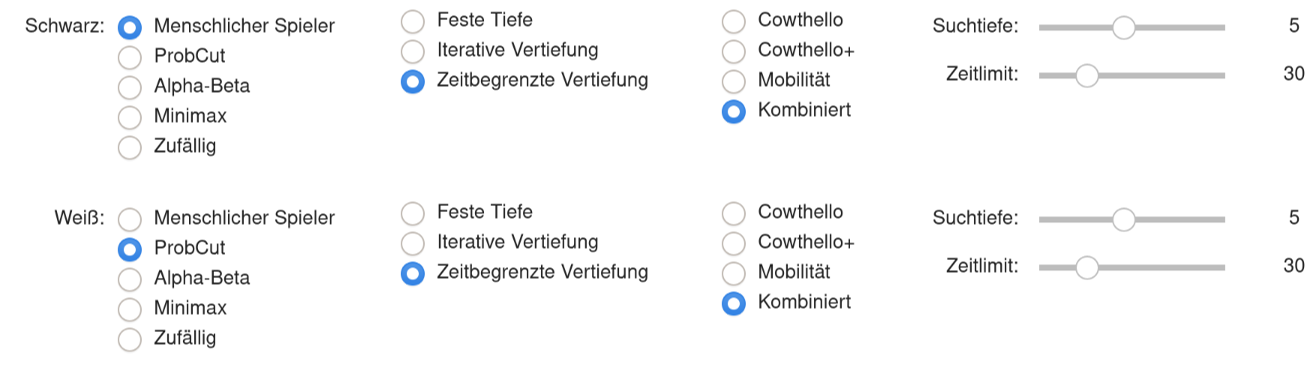 Schwarz: Menschlicher Spieler Feste Tiefe Cowthello Suchtiefe: 5
ProbCut Iterative Vertiefung Cowthello+
Alpha-Beta Zeitbegrenzte Vertiefung Mobilität Zeitlimit: 30
Minimax Kombiniert
Zufällig
Weiß: Menschlicher Spieler Feste Tiefe Cowthello Suchtiefe: 5
ProbCut Iterative Vertiefung Cowthello+
Alpha-Beta Zeitbegrenzte Vertiefung Mobilität Zeitlimit: 30
Minimax Kombiniert
Zufällig